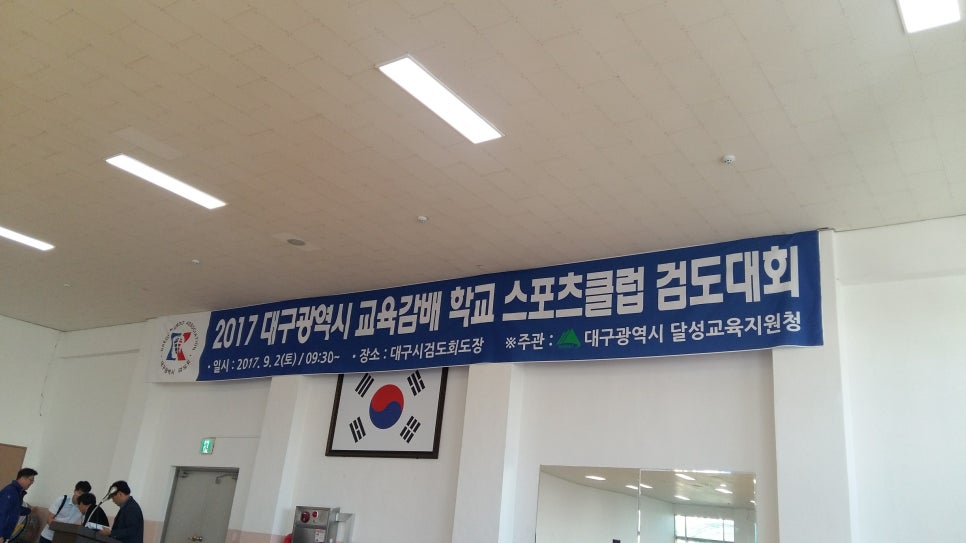 2017 대구광역시 교육감배 학교 스포츠클럽 검도대회
· 일시 : 2017. 9. 2(토) / 09:30~ · 장소 : 대구시검도회도장 ※주관 : 대구광역시 달성교육지원청